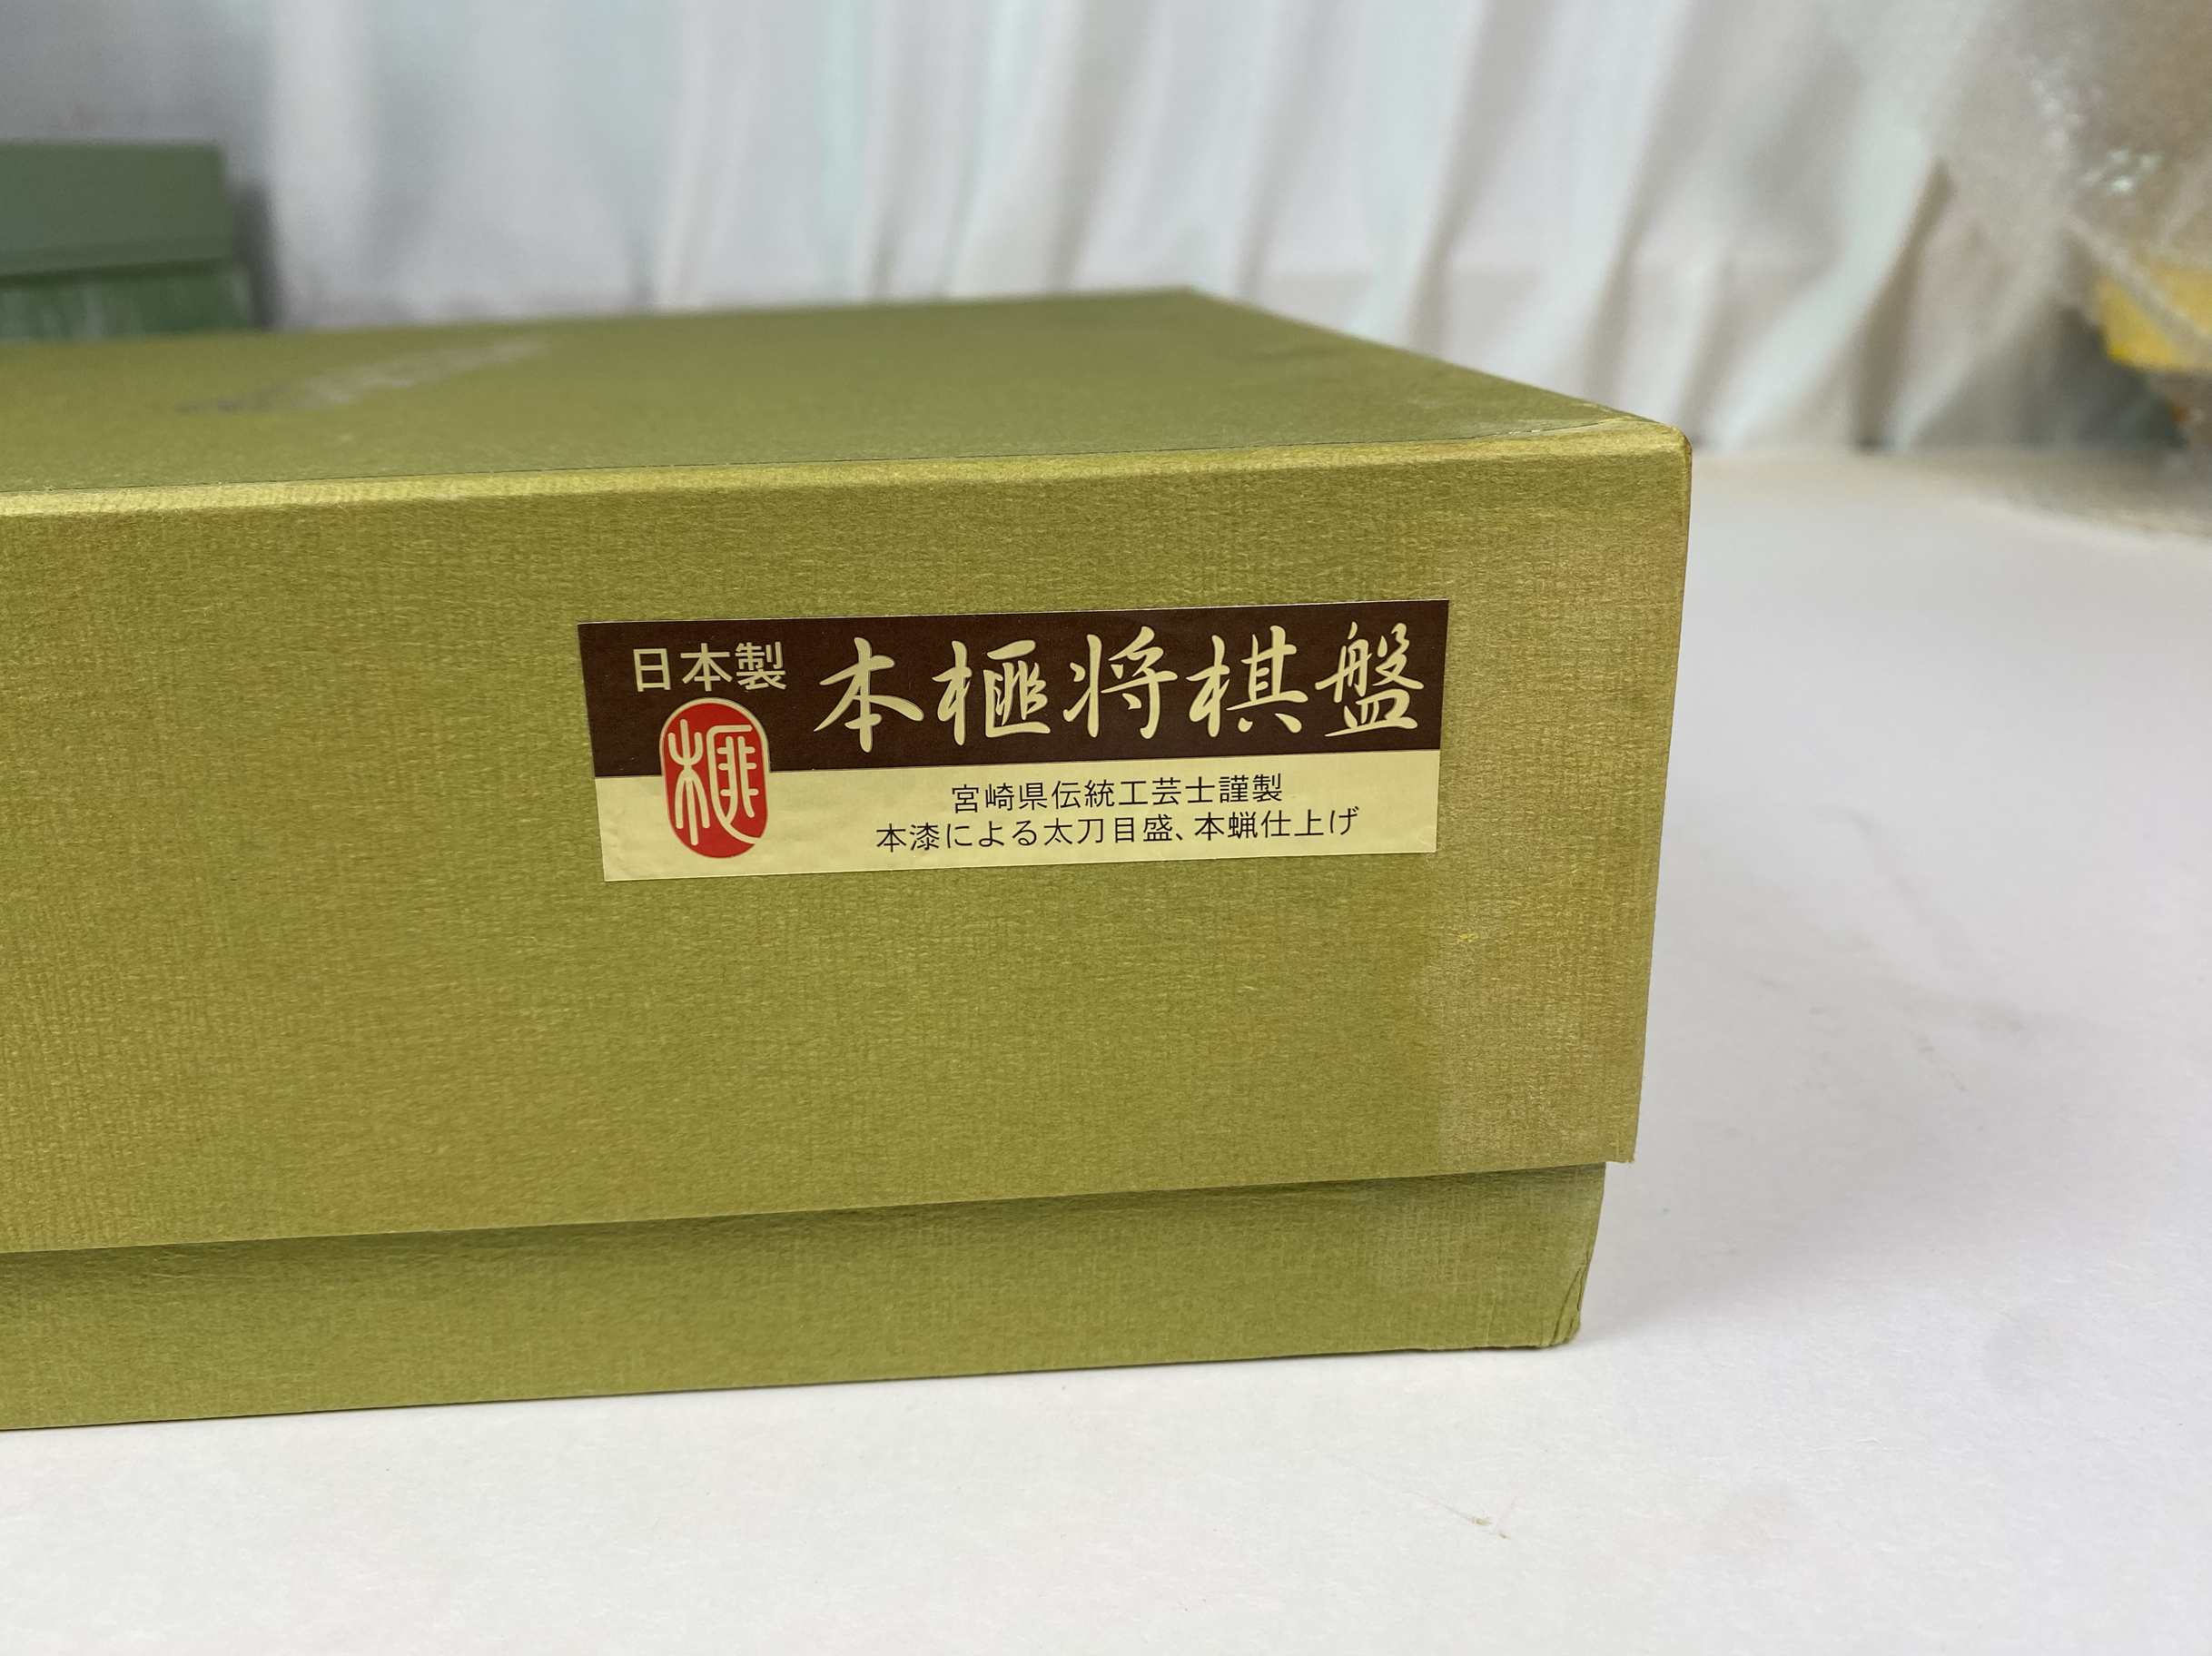 日本製
本榧将棋盤
榧
宮崎県伝統工芸士謹製
本漆による太刀目盛、本蝋仕上げ